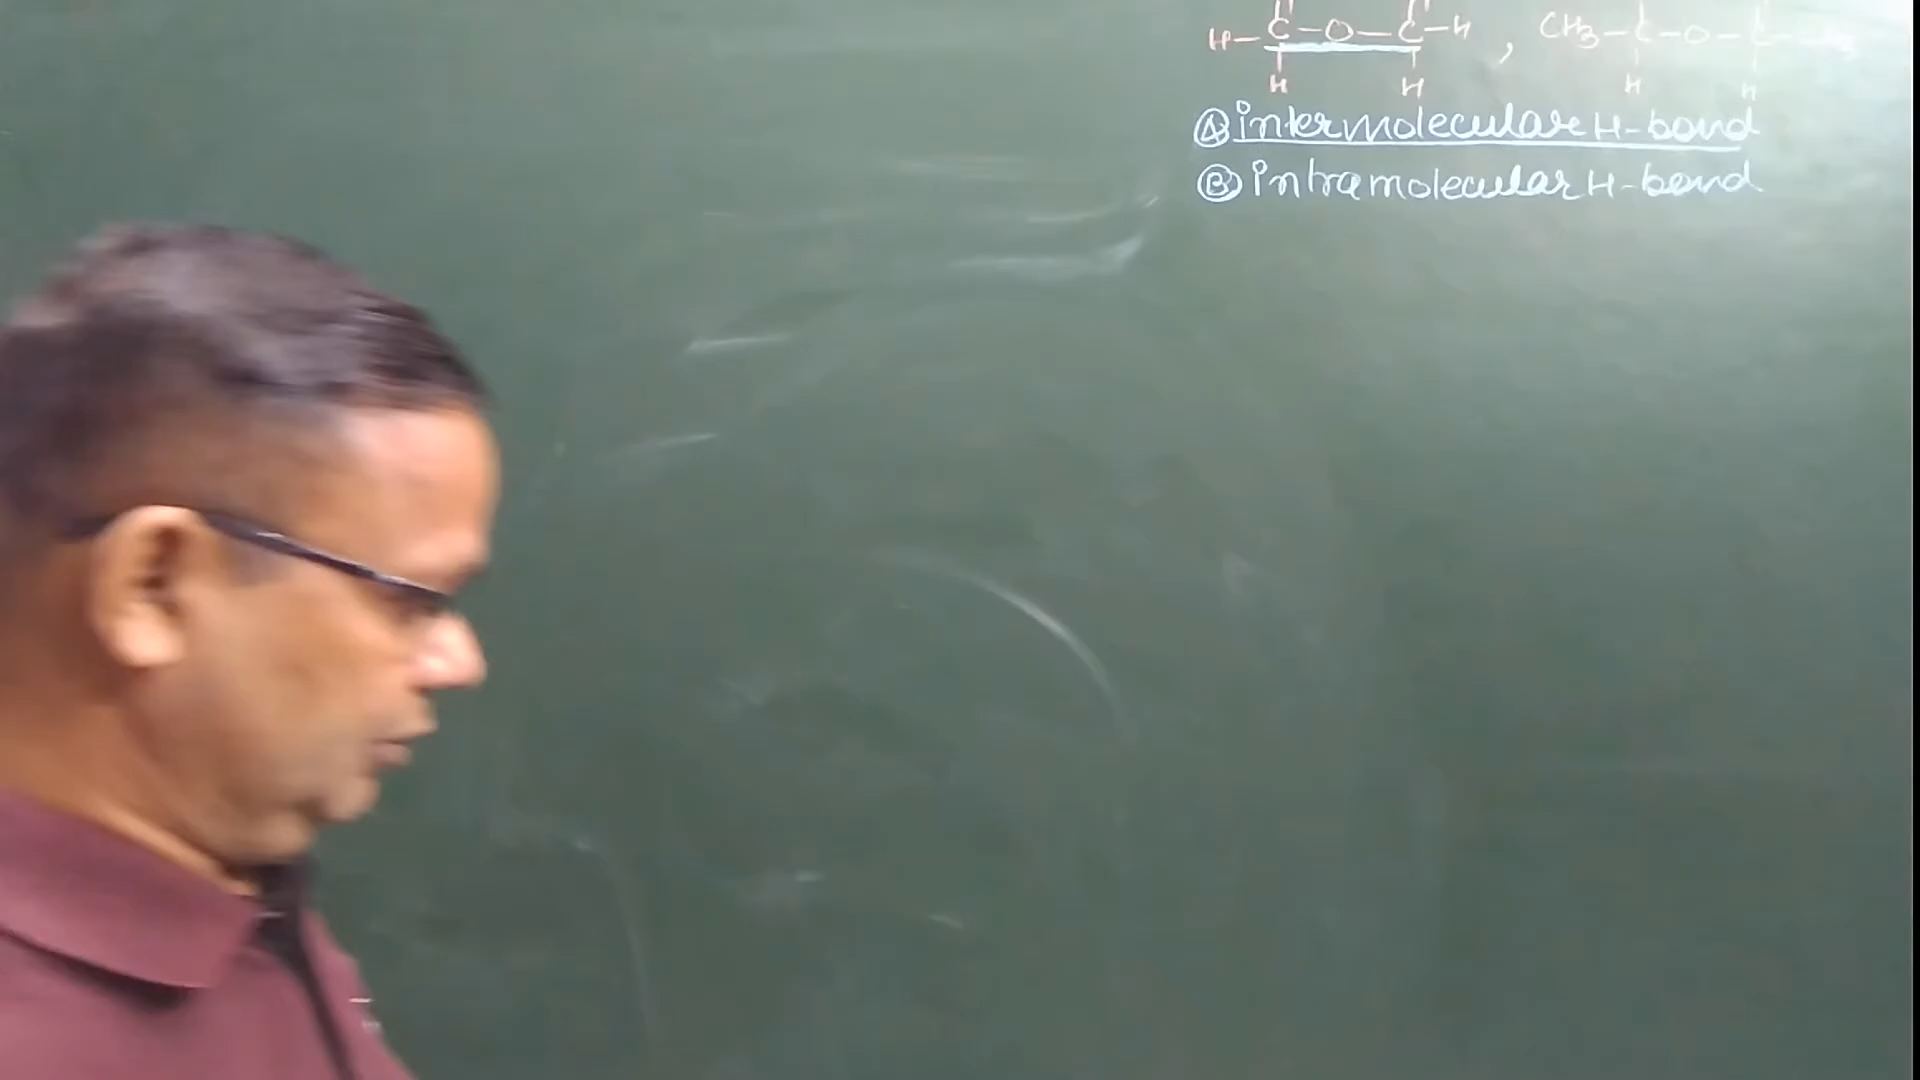 H-C-O-C-H , CH3-C-O-C-
H H H H
Ⓐ intermolecular H-bond
Ⓑ intramolecular H-bond